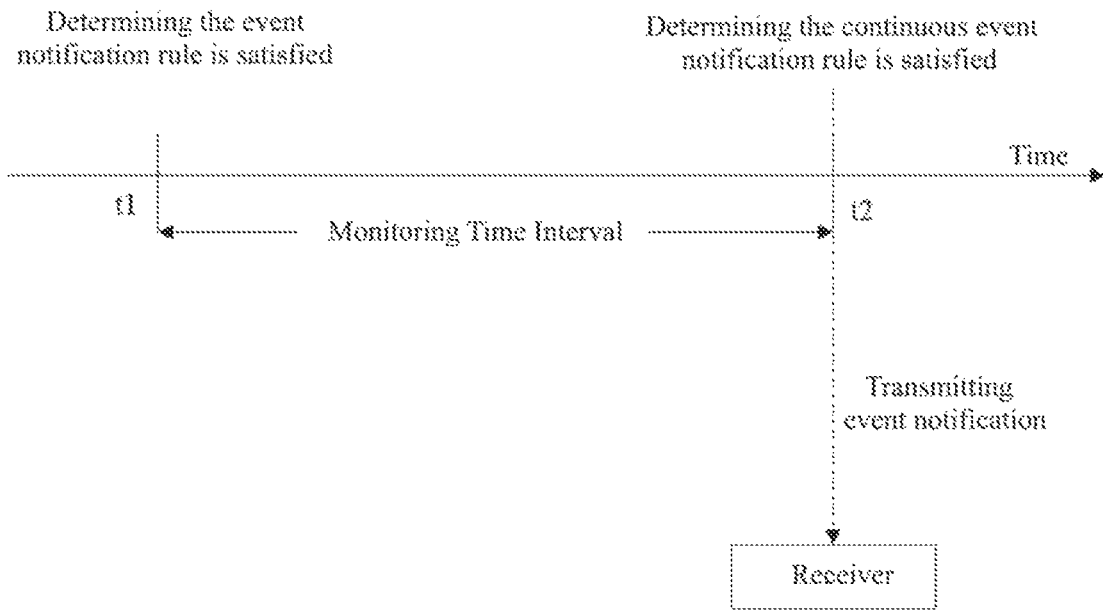 Determining the event
notification rule is satisfied
Determining the continuous event
notification rule is satisfied
Time
t1
t2
Monitoring Time Interval
Transmitting
event notification
Receiver